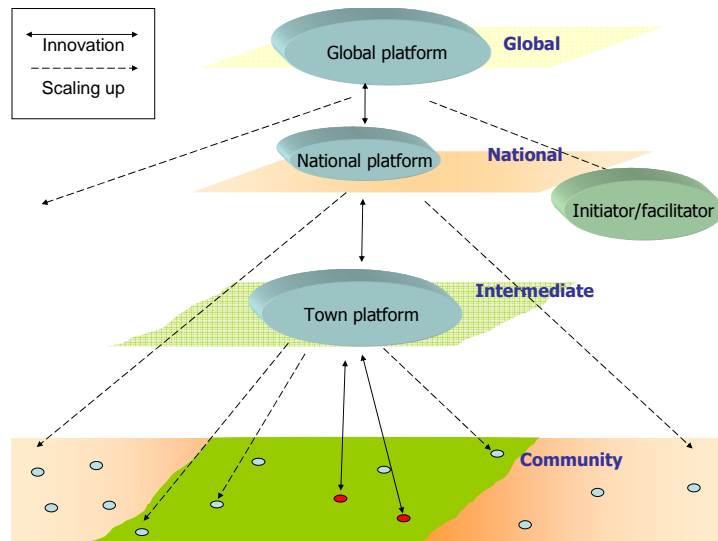 Innovation
Scaling up
Global platform
Global
National platform
National
Initiator/facilitator
Intermediate
Town platform
Community